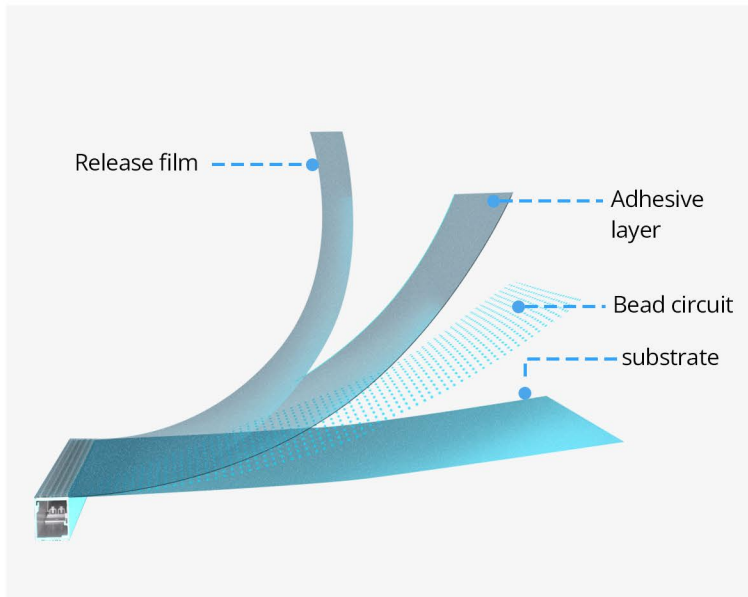 Release film
Adhesive
layer
Bead circuit
substrate